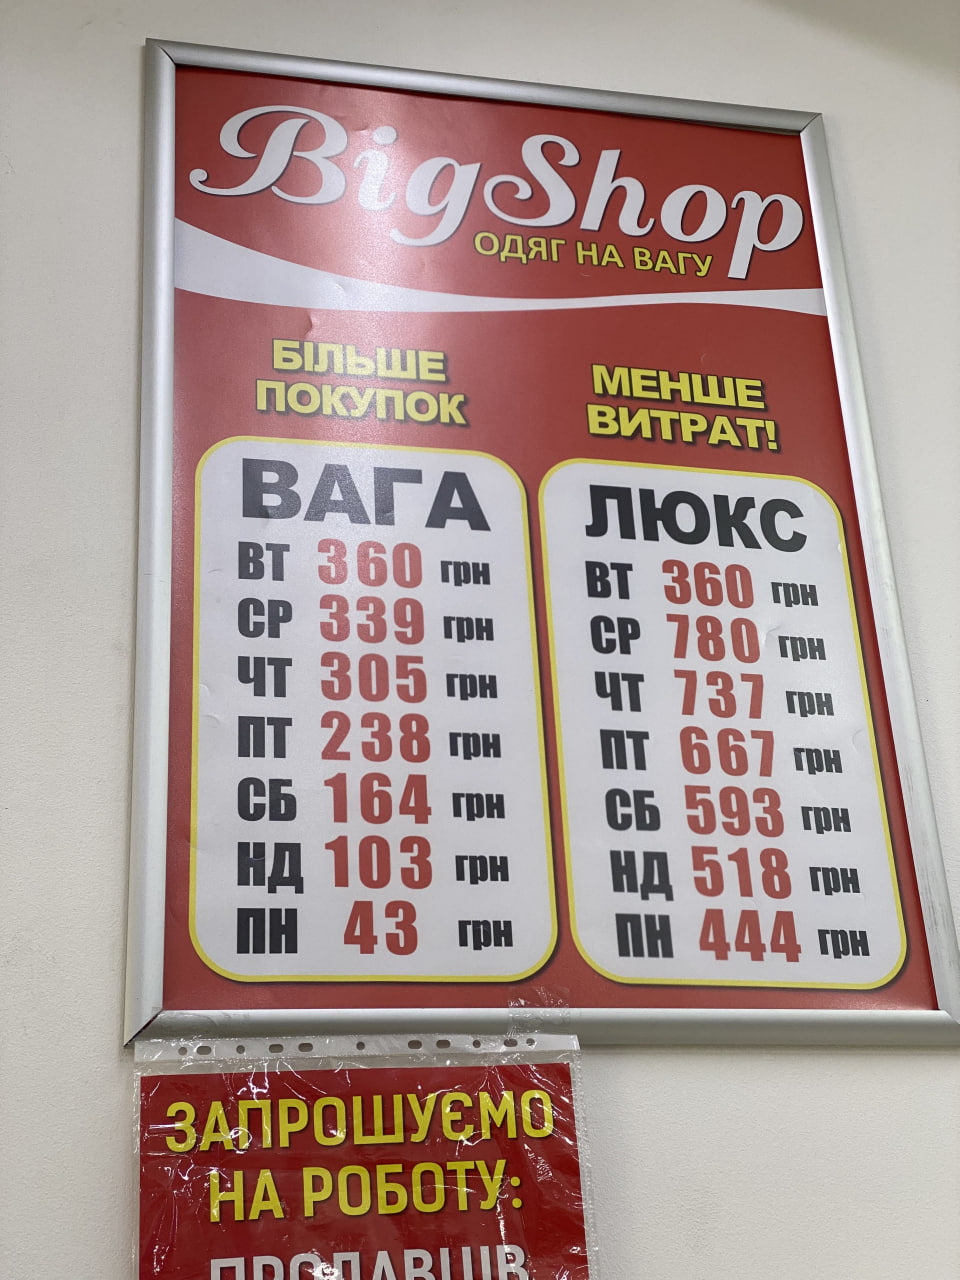 BigShop
ОДЯГ НА ВАГУ
БІЛЬШЕ
ПОКУПОК
МЕНШЕ
ВИТРАТ!
ВАГА
ВТ 360 грн
СР 339 грн
ЧТ 305 грн
ПТ 238 грн
СБ 164 грн
НД 103 грн
ПН 43 грн
ЛЮКС
ВТ 360 грн
СР 780 грн
ЧТ 737 грн
ПТ 667 грн
СБ 593 грн
НД 518 грн
ПН 444 грн
ЗАПРОШУЄМО
НА РОБОТУ:
ПРОДАВЦІВ